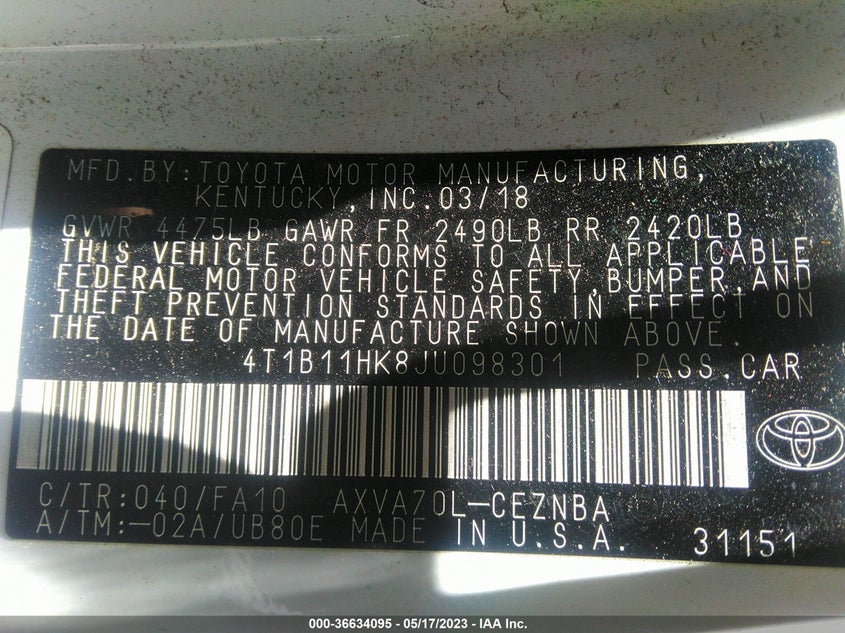 MFD.BY:TOYOTA MOTOR MANUFACTURING,
KENTUCKY,INC.03/18
GVWR 4475LB GAWR FR 2490LB RR 2420LB
THIS VEHICLE CONFORMS TO ALL APPLICABLE
FEDERAL MOTOR VEHICLE SAFETY,BUMPER,AND
THEFT PREVENTION STANDARDS IN EFFECT ON
THE DATE OF MANUFACTURE SHOWN ABOVE.
4T1B11HK8JU098301 PASS.CAR
C/TR:040/FA10 AXVA70L-CEZNBA
A/TM:-02A/UB80E MADE IN U.S.A. 31151
000-36634095 - 05/17/2023 - IAA Inc.